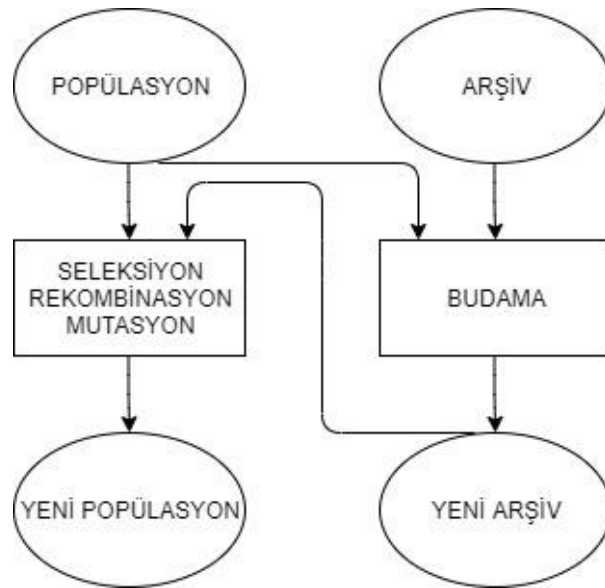 POPÜLASYON
ARŞİV
SELEKSİYON
REKOMBİNASYON
MUTASYON
BUDAMA
YENİ POPÜLASYON
YENİ ARŞİV